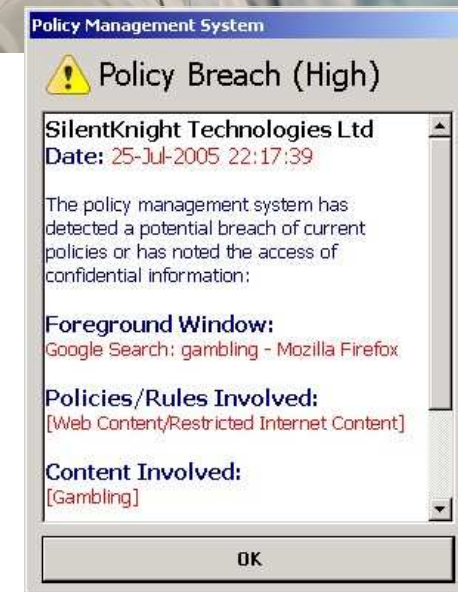 Policy Management System
Policy Breach (High)
SilentKnight Technologies Ltd
Date: 25-Jul-2005 22:17:39
The policy management system has
detected a potential breach of current
policies or has noted the access of
confidential information:
Foreground Window:
Google Search: gambling - Mozilla Firefox
Policies/Rules Involved:
[Web Content/Restricted Internet Content]
Content Involved:
[Gambling]
OK